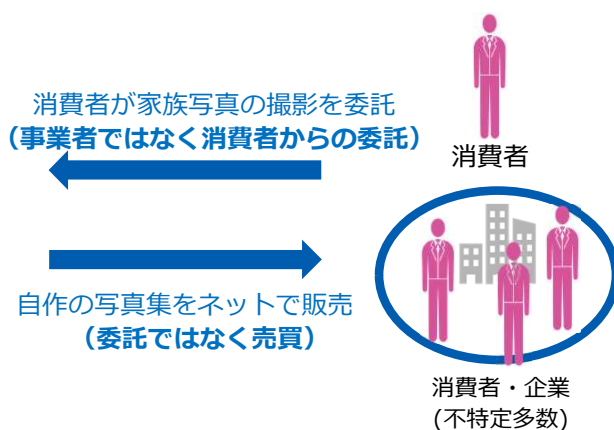 消費者が家族写真の撮影を委託
（事業者ではなく消費者からの委託）
消費者
自作の写真集をネットで販売
（委託ではなく売買）
消費者・企業
(不特定多数)